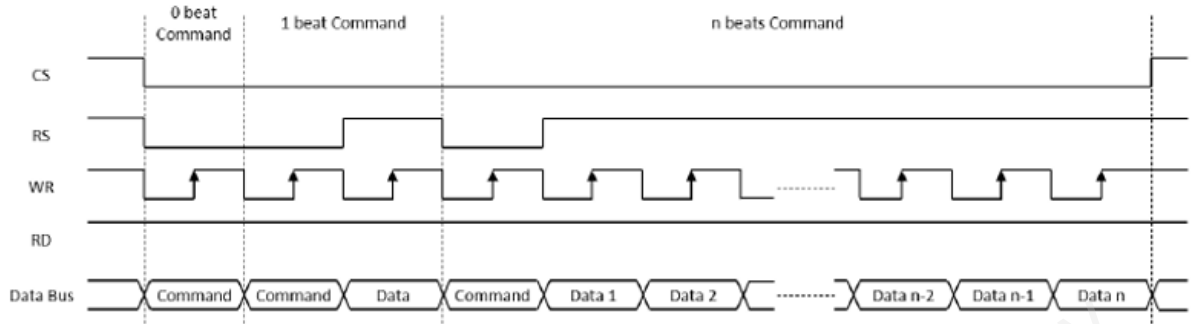 0 beat
Command
1 beat Command
n beats Command
CS
RS
WR
RD
Data Bus
Command
Command
Data
Command
Data 1
Data 2
Data n-2
Data n-1
Data n